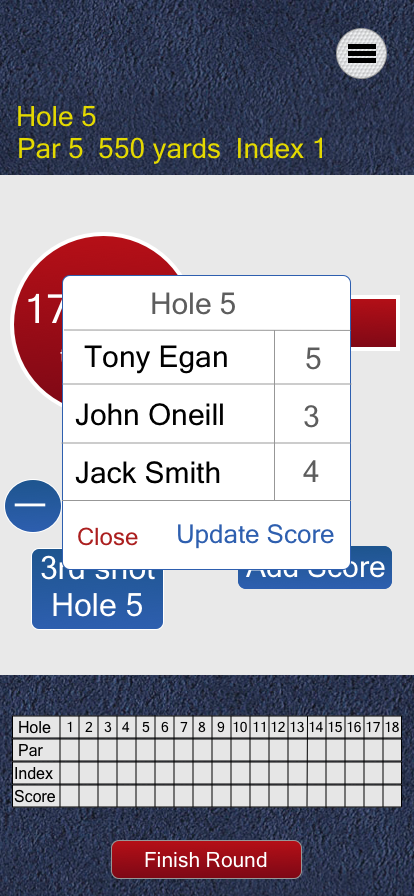 Hole 5
Par 5 550 yards Index 1
17
Hole 5
Tony Egan 5
John Oneill 3
Jack Smith 4
Close Update Score
3rd shot
Hole 5
Add Score
Hole 1 2 3 4 5 6 7 8 9 10 11 12 13 14 15 16 17 18
Par
Index
Score
Finish Round